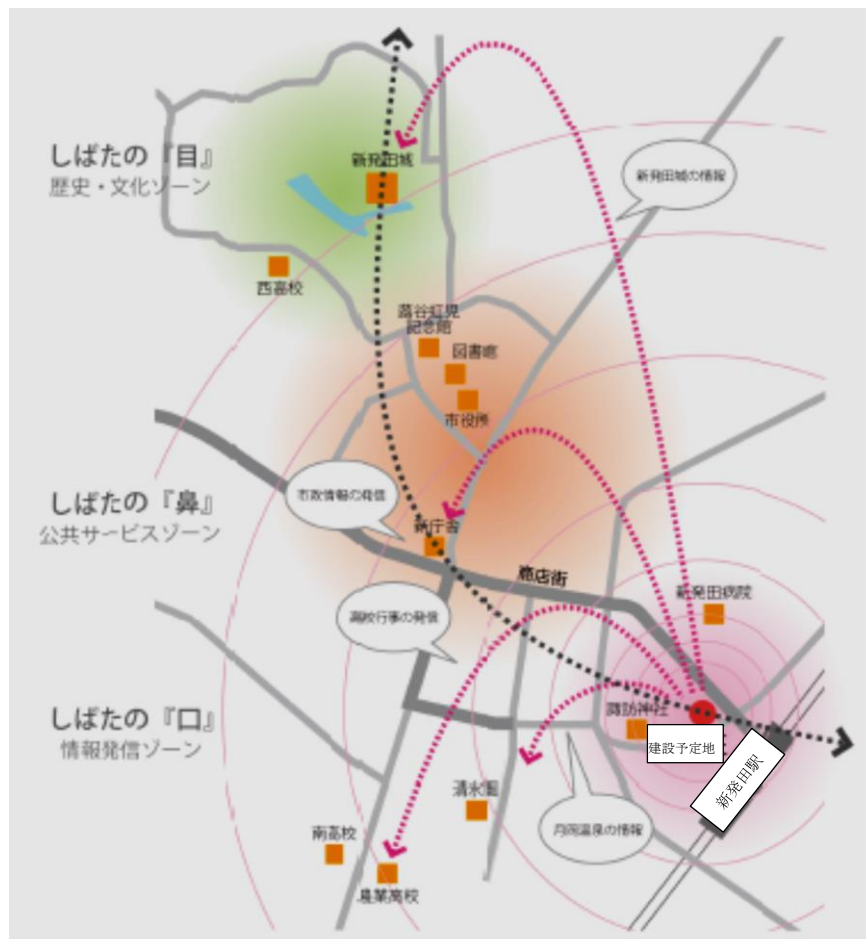 しばたの『目』
歴史・文化ゾーン
新発田城
新発田城の情報
西高校
蕗谷虹児
記念館
図書館
市役所
しばたの『鼻』
公共サービスゾーン
市政情報の発信
新庁舎
商店街
高校行事の発信
新発田病院
しばたの『口』
情報発信ゾーン
諏訪神社
建設予定地
新発田駅
清水園
月岡温泉の情報
南高校
農業高校